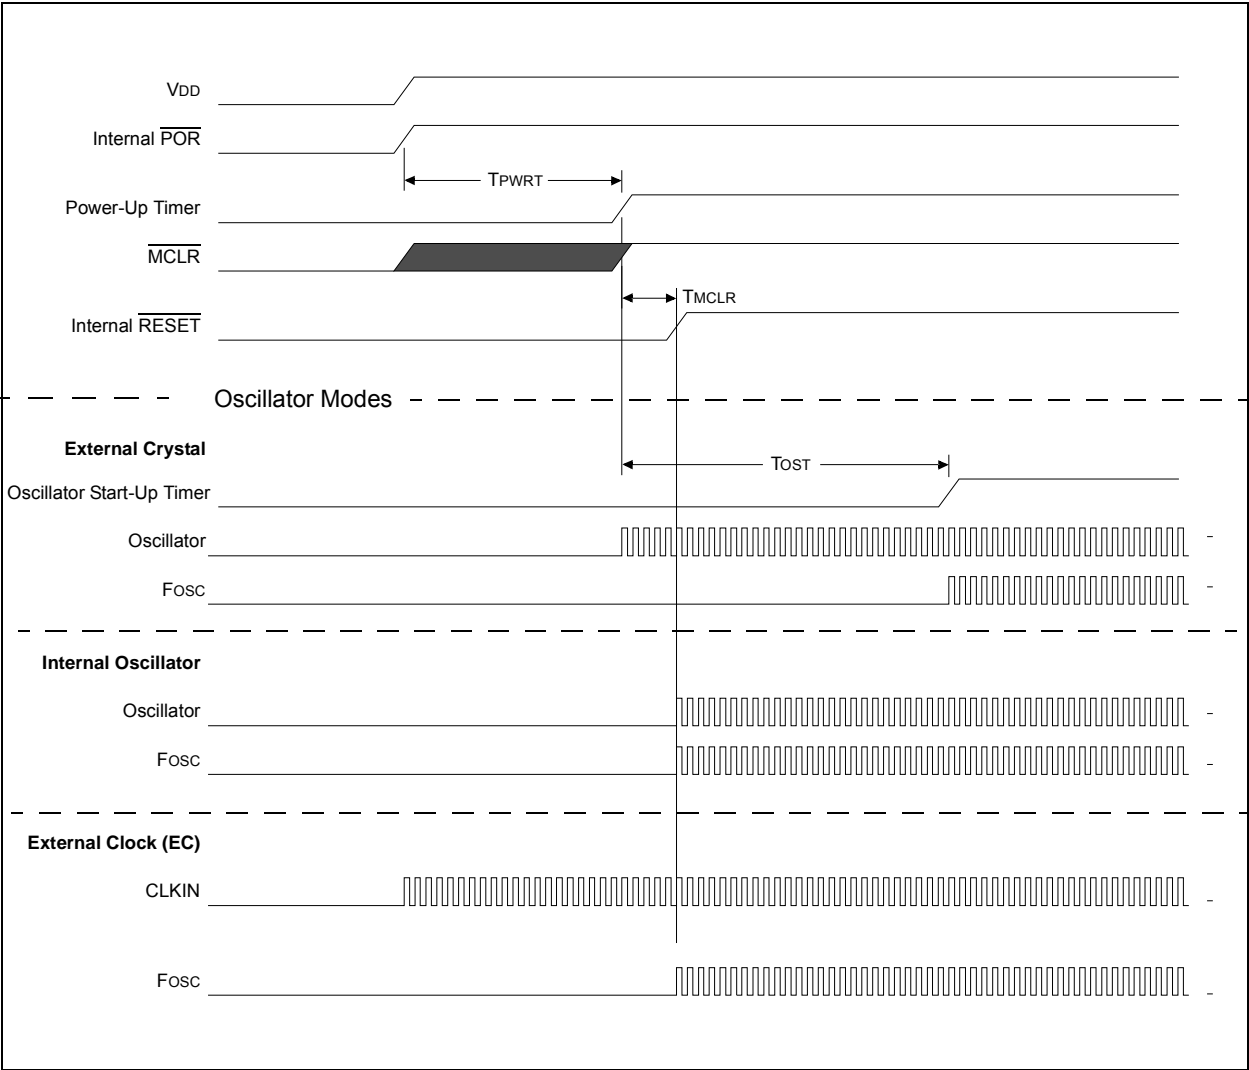 VDD
Internal POR
TPWRT
Power-Up Timer
MCLR
TMCLR
Internal RESET
Oscillator Modes
External Crystal
TOST
Oscillator Start-Up Timer
Oscillator
FOSC
Internal Oscillator
Oscillator
FOSC
External Clock (EC)
CLKIN
FOSC